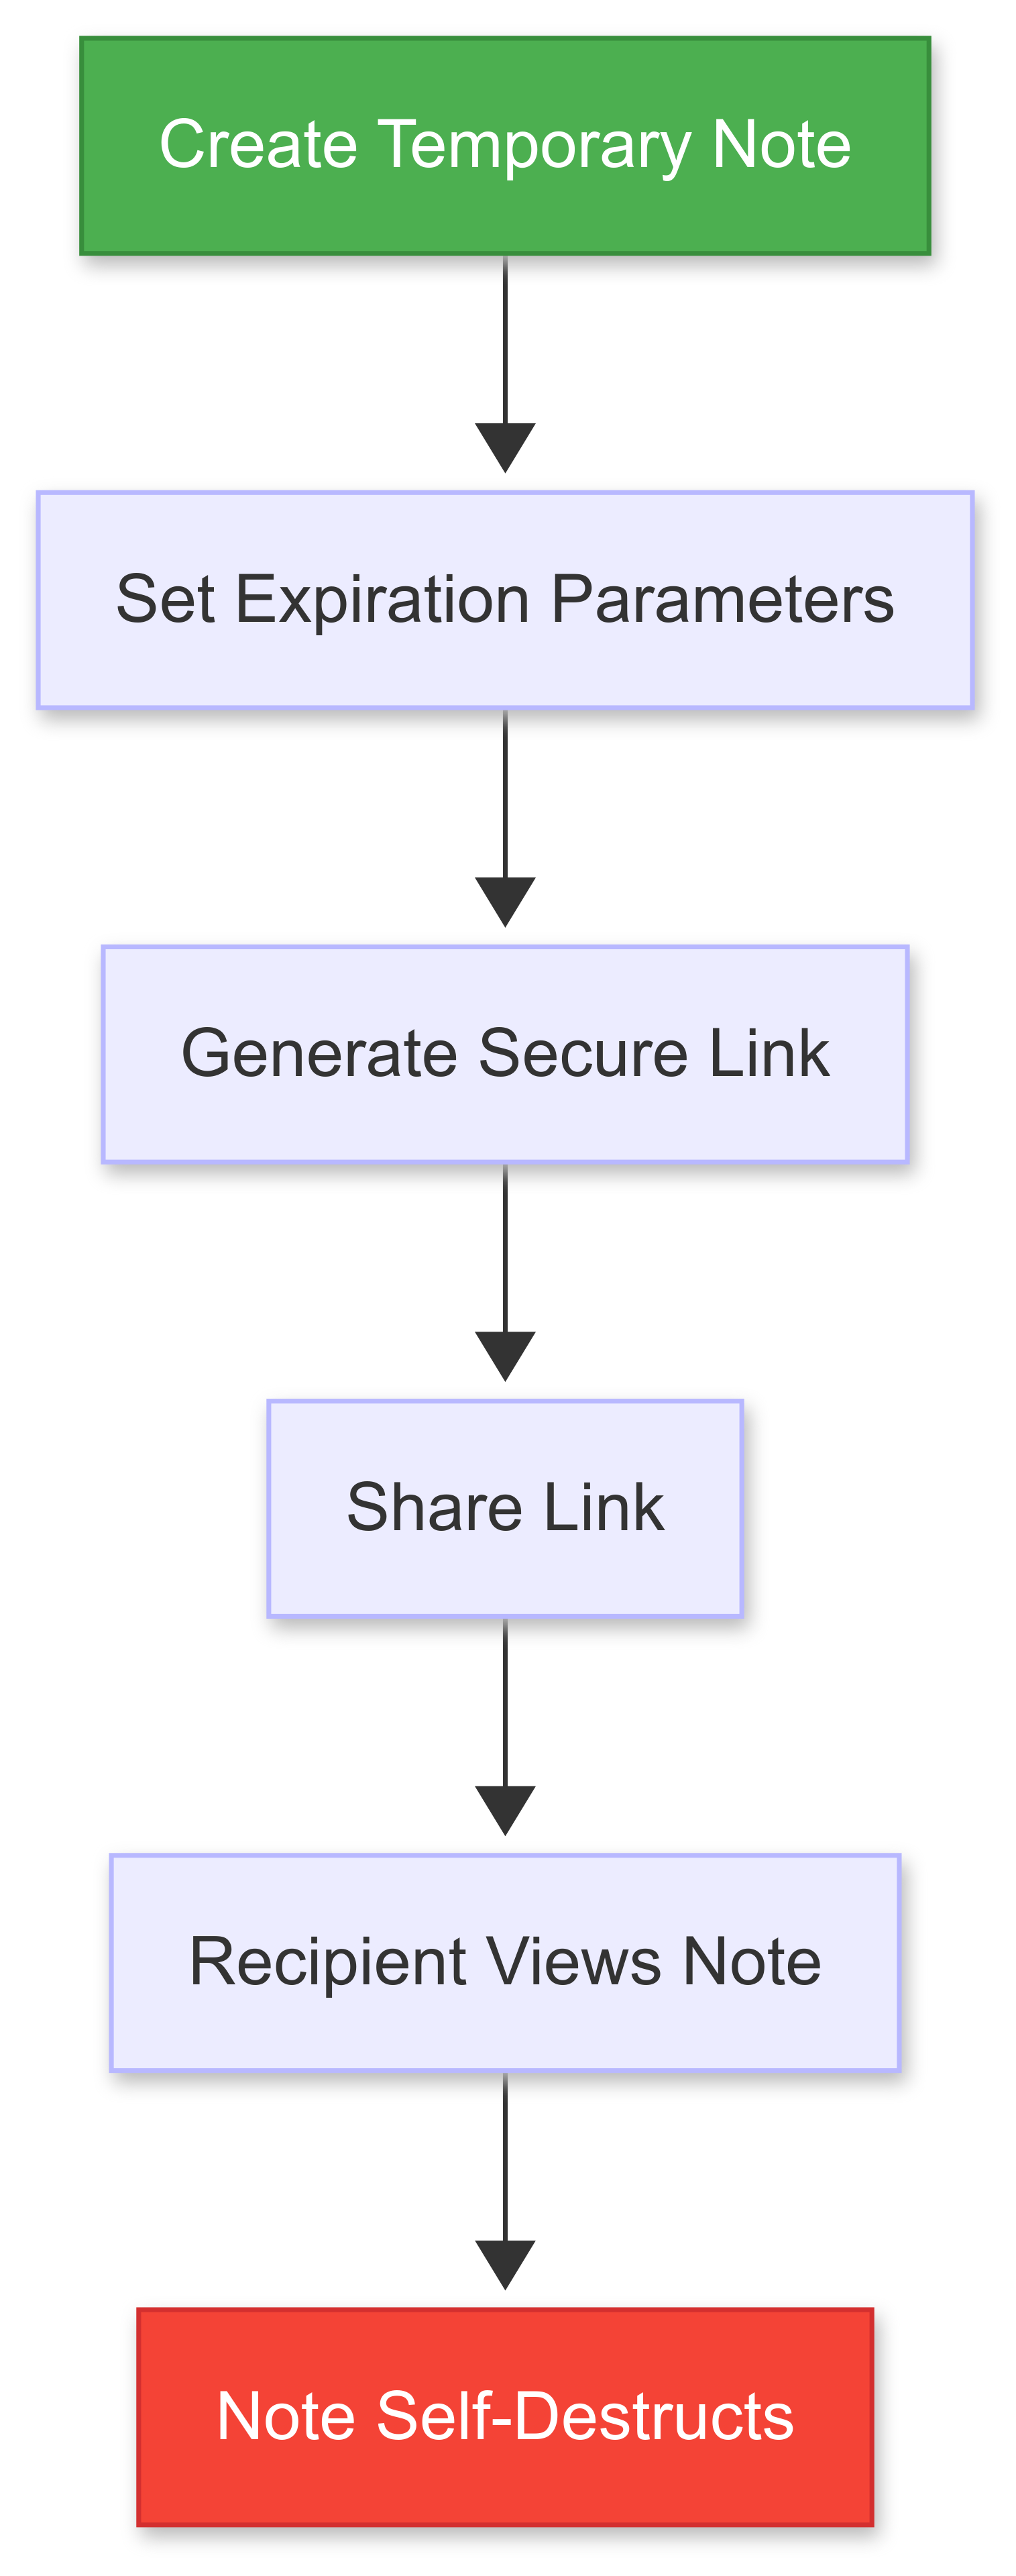 Create Temporary Note
Set Expiration Parameters
Generate Secure Link
Share Link
Recipient Views Note
Note Self-Destructs